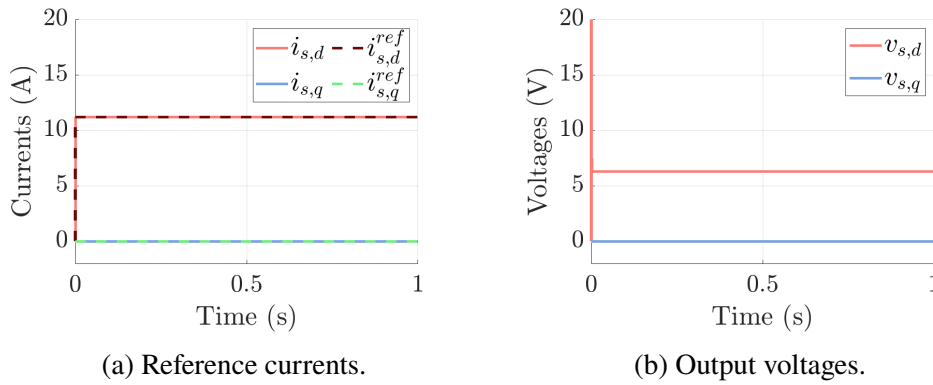 20
15
10
5
0
0 0.5 1
Currents (A)
Time (s)
i_{s,d} i_{s,d}^{ref}
i_{s,q} i_{s,q}^{ref}
(a) Reference currents.
20
15
10
5
0
0 0.5 1
Voltages (V)
Time (s)
v_{s,d}
v_{s,q}
(b) Output voltages.